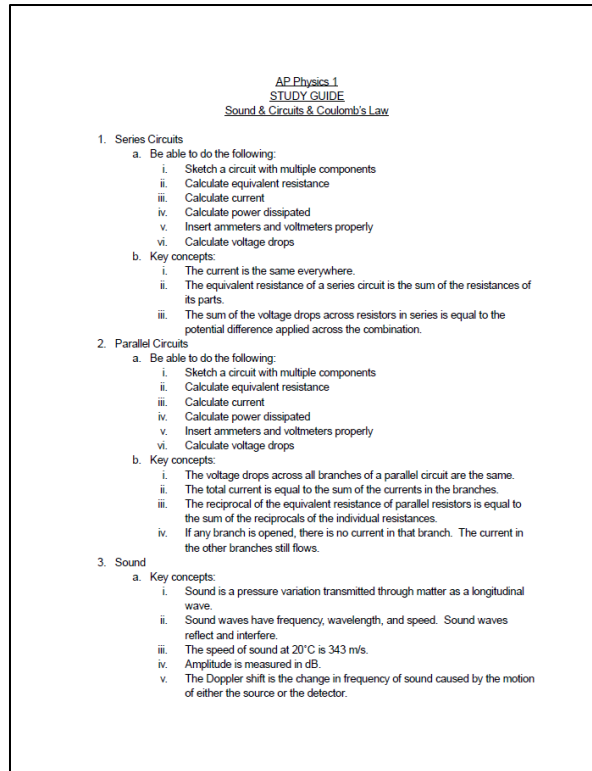 AP Physics 1
STUDY GUIDE
Sound & Circuits & Coulomb's Law
1. Series Circuits
a. Be able to do the following:
i. Sketch a circuit with multiple components
ii. Calculate equivalent resistance
iii. Calculate current
iv. Calculate power dissipated
v. Insert ammeters and voltmeters properly
vi. Calculate voltage drops
b. Key concepts:
i. The current is the same everywhere.
ii. The equivalent resistance of a series circuit is the sum of the resistances of
its parts.
iii. The sum of the voltage drops across resistors in series is equal to the
potential difference applied across the combination.
2. Parallel Circuits
a. Be able to do the following:
i. Sketch a circuit with multiple components
ii. Calculate equivalent resistance
iii. Calculate current
iv. Calculate power dissipated
v. Insert ammeters and voltmeters properly
vi. Calculate voltage drops
b. Key concepts:
i. The voltage drops across all branches of a parallel circuit are the same.
ii. The total current is equal to the sum of the currents in the branches.
iii. The reciprocal of the equivalent resistance of parallel resistors is equal to
the sum of the reciprocals of the individual resistances.
iv. If any branch is opened, there is no current in that branch. The current in
the other branches still flows.
3. Sound
a. Key concepts:
i. Sound is a pressure variation transmitted through matter as a longitudinal
wave.
ii. Sound waves have frequency, wavelength, and speed. Sound waves
reflect and interfere.
iii. The speed of sound at 20˚C is 343 m/s.
iv. Amplitude is measured in dB.
v. The Doppler shift is the change in frequency of sound caused by the motion
of either the source or the detector.